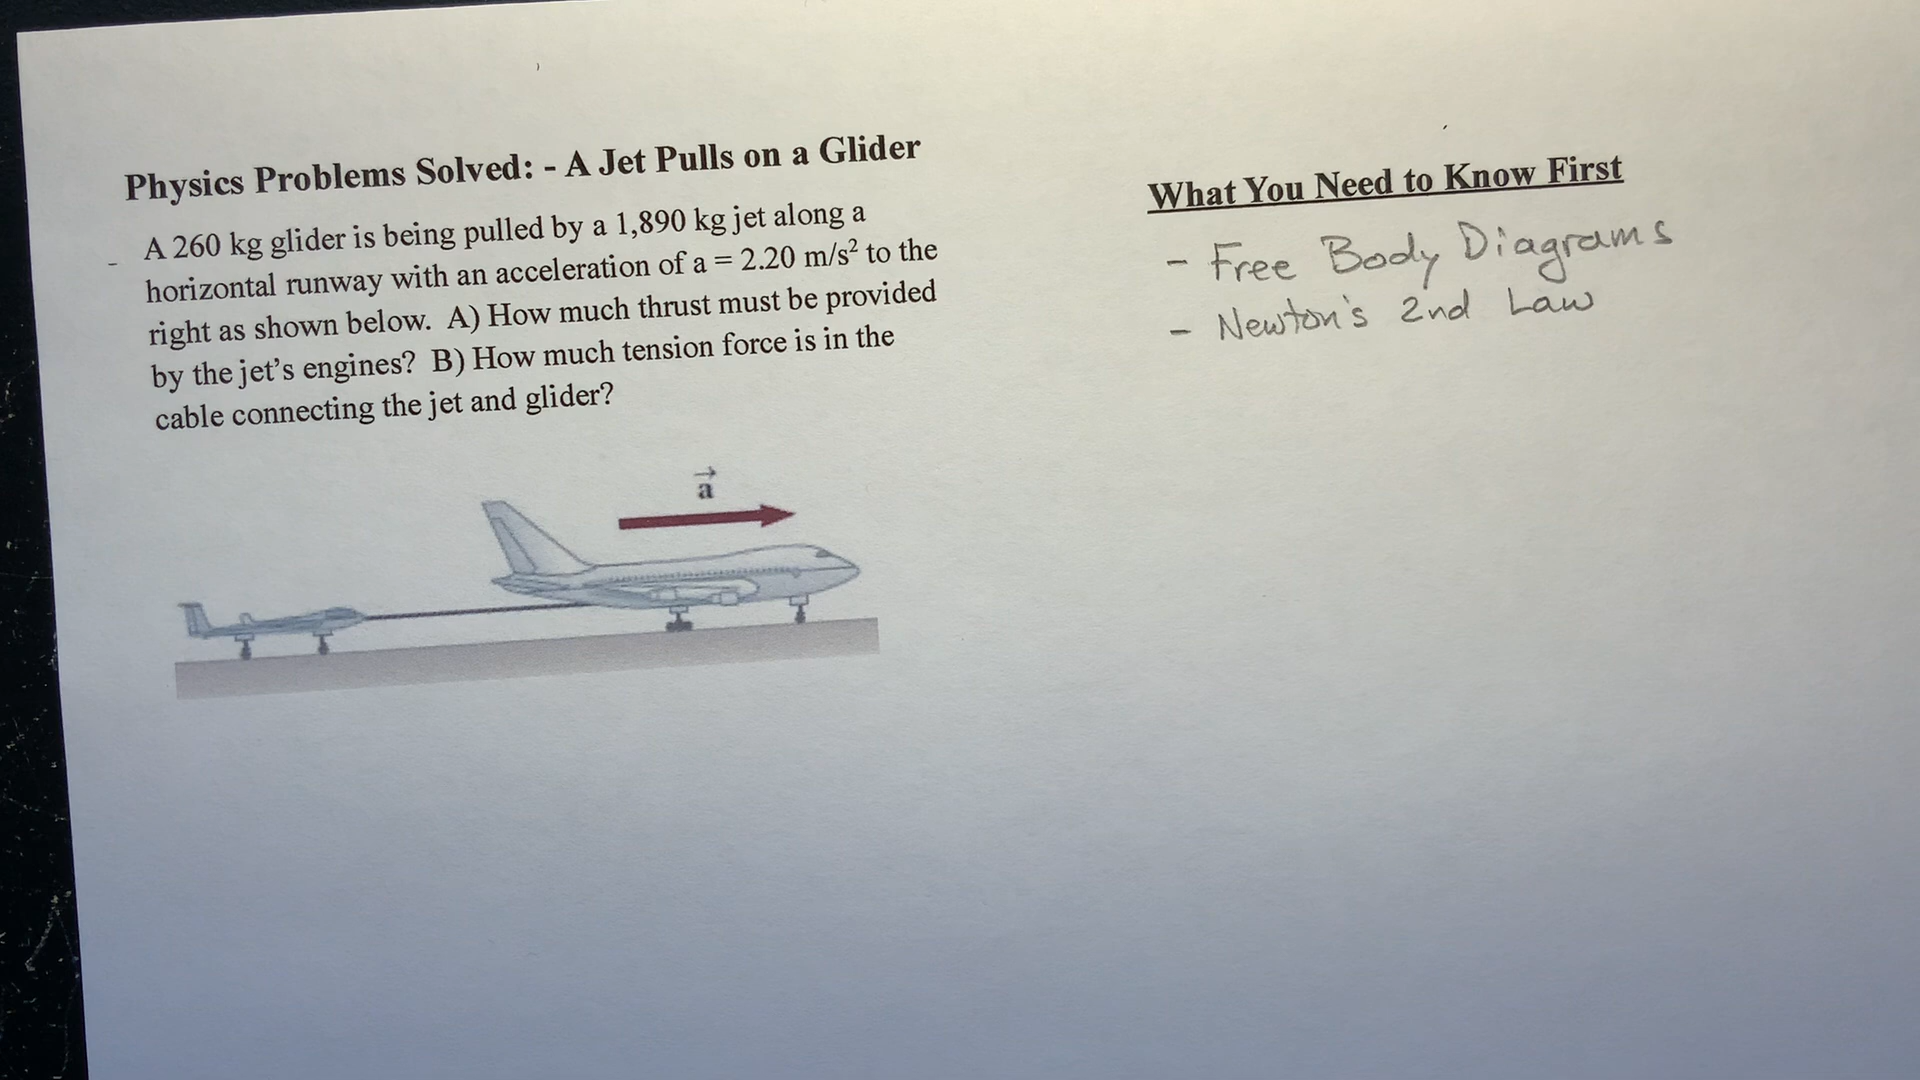 Physics Problems Solved: - A Jet Pulls on a Glider
A 260 kg glider is being pulled by a 1,890 kg jet along a
horizontal runway with an acceleration of a = 2.20 m/s² to the
right as shown below. A) How much thrust must be provided
by the jet's engines? B) How much tension force is in the
cable connecting the jet and glider?
a⃗
What You Need to Know First
- Free Body Diagrams
- Newton's 2nd Law